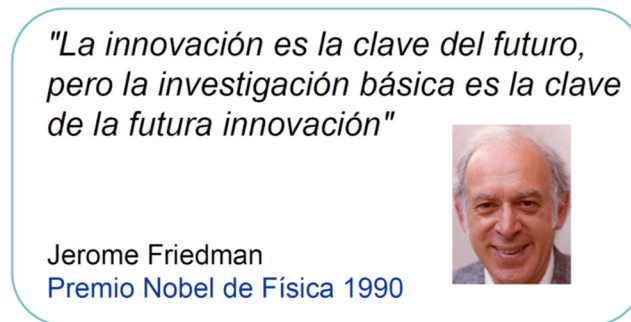 "La innovación es la clave del futuro,
pero la investigación básica es la clave
de la futura innovación"
Jerome Friedman
Premio Nobel de Física 1990